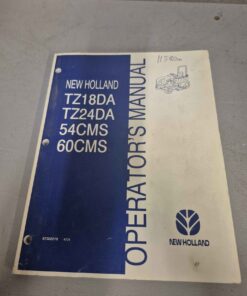 NEW HOLLAND
TZ18DA
TZ24DA
54CMS
60CMS
OPERATOR'S MANUAL
NEW HOLLAND